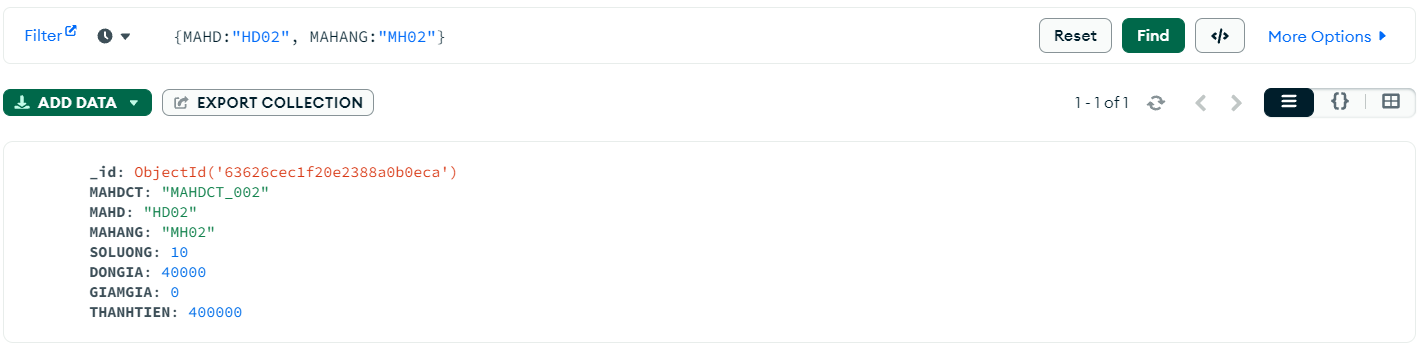 Filter {MAHD:"HD02", MAHANG:"MH02"} Reset Find </> More Options
ADD DATA EXPORT COLLECTION 1 - 1 of 1 {}
_id: ObjectId('63626cec1f20e2388a0b0eca')
MAHDCT: "MAHDCT_002"
MAHD: "HD02"
MAHANG: "MH02"
SOLUONG: 10
DONGIA: 40000
GIAMGIA: 0
THANHTIEN: 400000